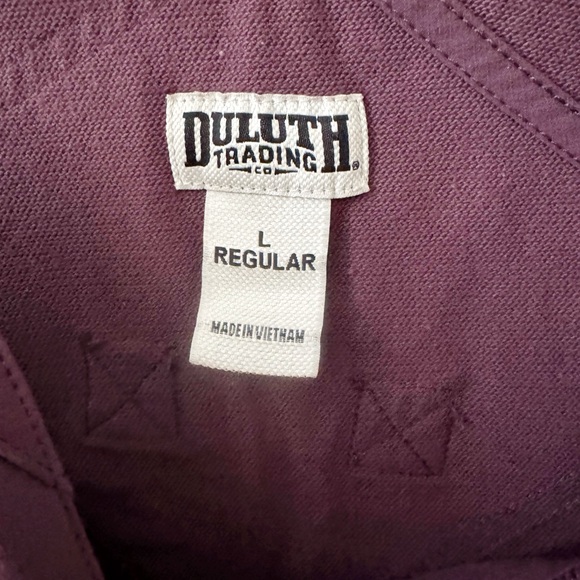 DULUTH
TRADING
CO
L
REGULAR
MADE IN VIETNAM